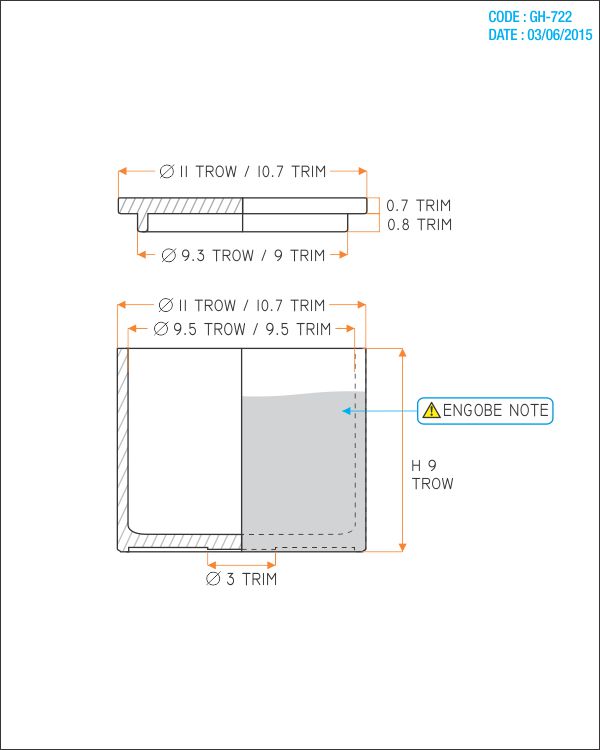 CODE : GH-722
DATE : 03/06/2015
∅ 11 TROW / 10.7 TRIM
0.7 TRIM
0.8 TRIM
∅ 9.3 TROW / 9 TRIM
∅ 11 TROW / 10.7 TRIM
∅ 9.5 TROW / 9.5 TRIM
ENGOBE NOTE
H 9
TROW
∅ 3 TRIM